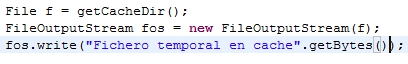 File f = getCacheDir();
FileOutputStream fos = new FileOutputStream(f);
fos.write("Fichero temporal en cache".getBytes());